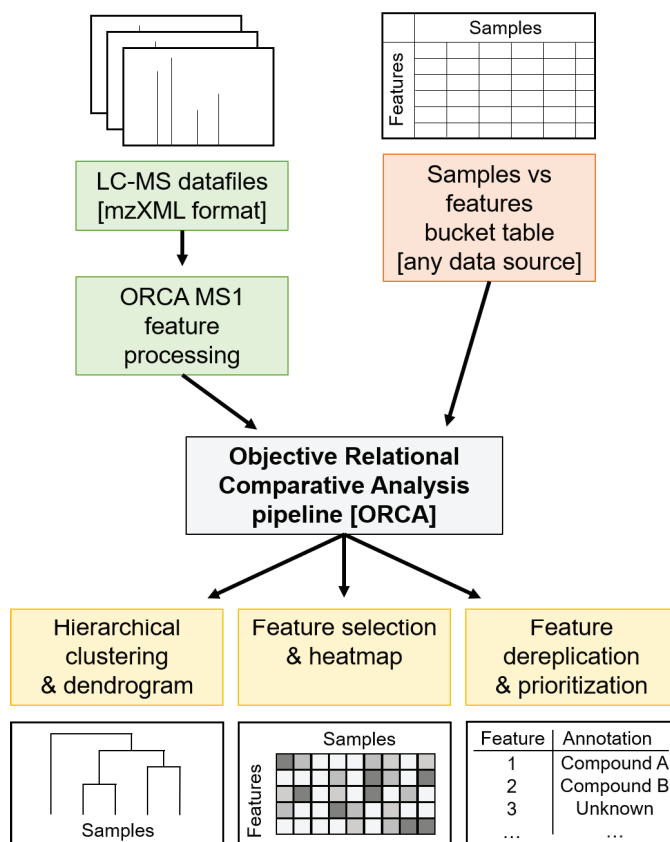 Samples
Features
LC-MS datafiles
[mzXML format]
Samples vs
features
bucket table
[any data source]
ORCA MS1
feature
processing
Objective Relational
Comparative Analysis
pipeline [ORCA]
Hierarchical
clustering
& dendrogram
Feature selection
& heatmap
Feature
dereplication
& prioritization
Samples
Samples
Features
Feature Annotation
1 Compound A
2 Compound B
3 Unknown
... ...